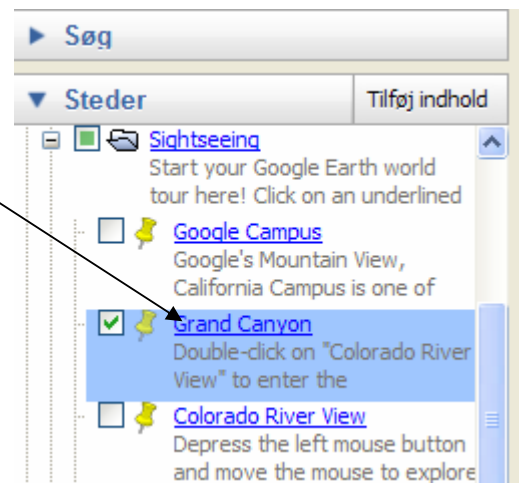 Søg
Steder
Tilføj indhold
Sightseeing
Start your Google Earth world
tour here! Click on an underlined
Google Campus
Google's Mountain View,
California Campus is one of
Grand Canyon
Double-click on "Colorado River
View" to enter the
Colorado River View
Depress the left mouse button
and move the mouse to explore